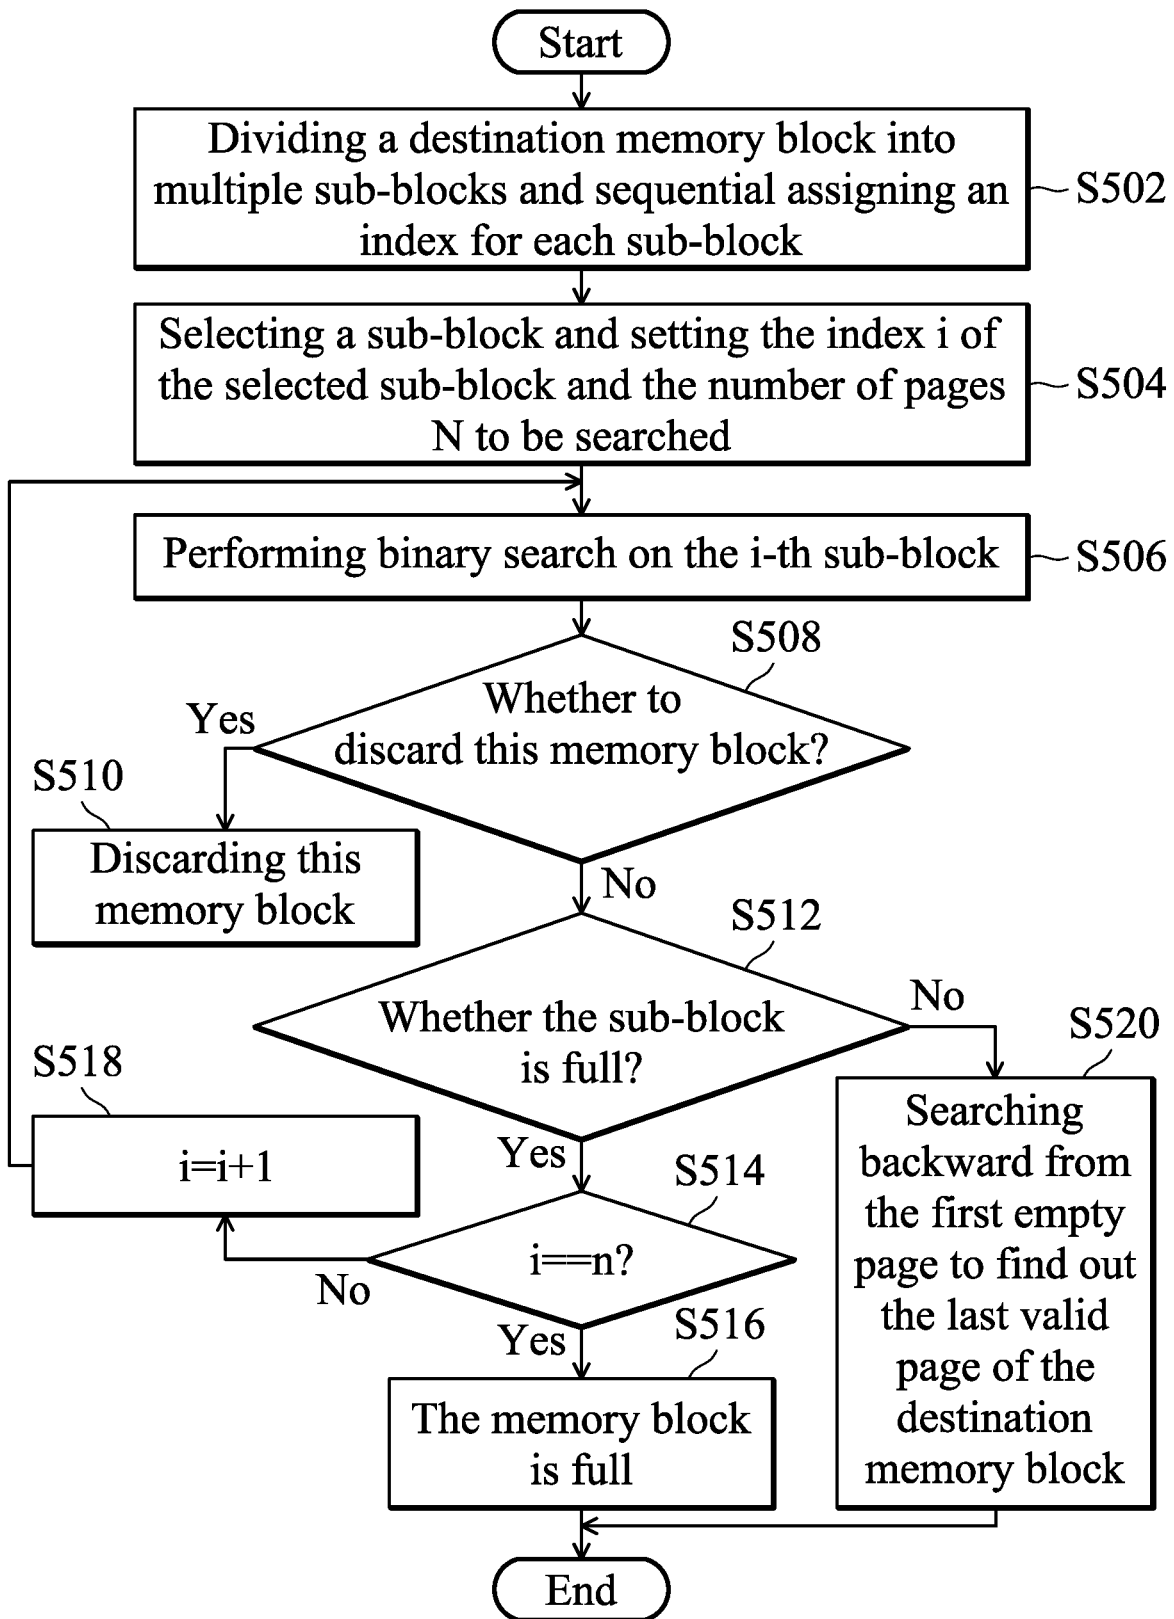 Start
Dividing a destination memory block into
multiple sub-blocks and sequential assigning an
index for each sub-block
S502
Selecting a sub-block and setting the index i of
the selected sub-block and the number of pages
N to be searched
S504
Performing binary search on the i-th sub-block
S506
S508
Whether to
discard this memory block?
Yes
S510
Discarding this
memory block
No
S512
Whether the sub-block
is full?
No
S520
Searching
backward from
the first empty
page to find out
the last valid
page of the
destination
memory block
S518
i=i+1
Yes
S514
i==n?
No
Yes
S516
The memory block
is full
End